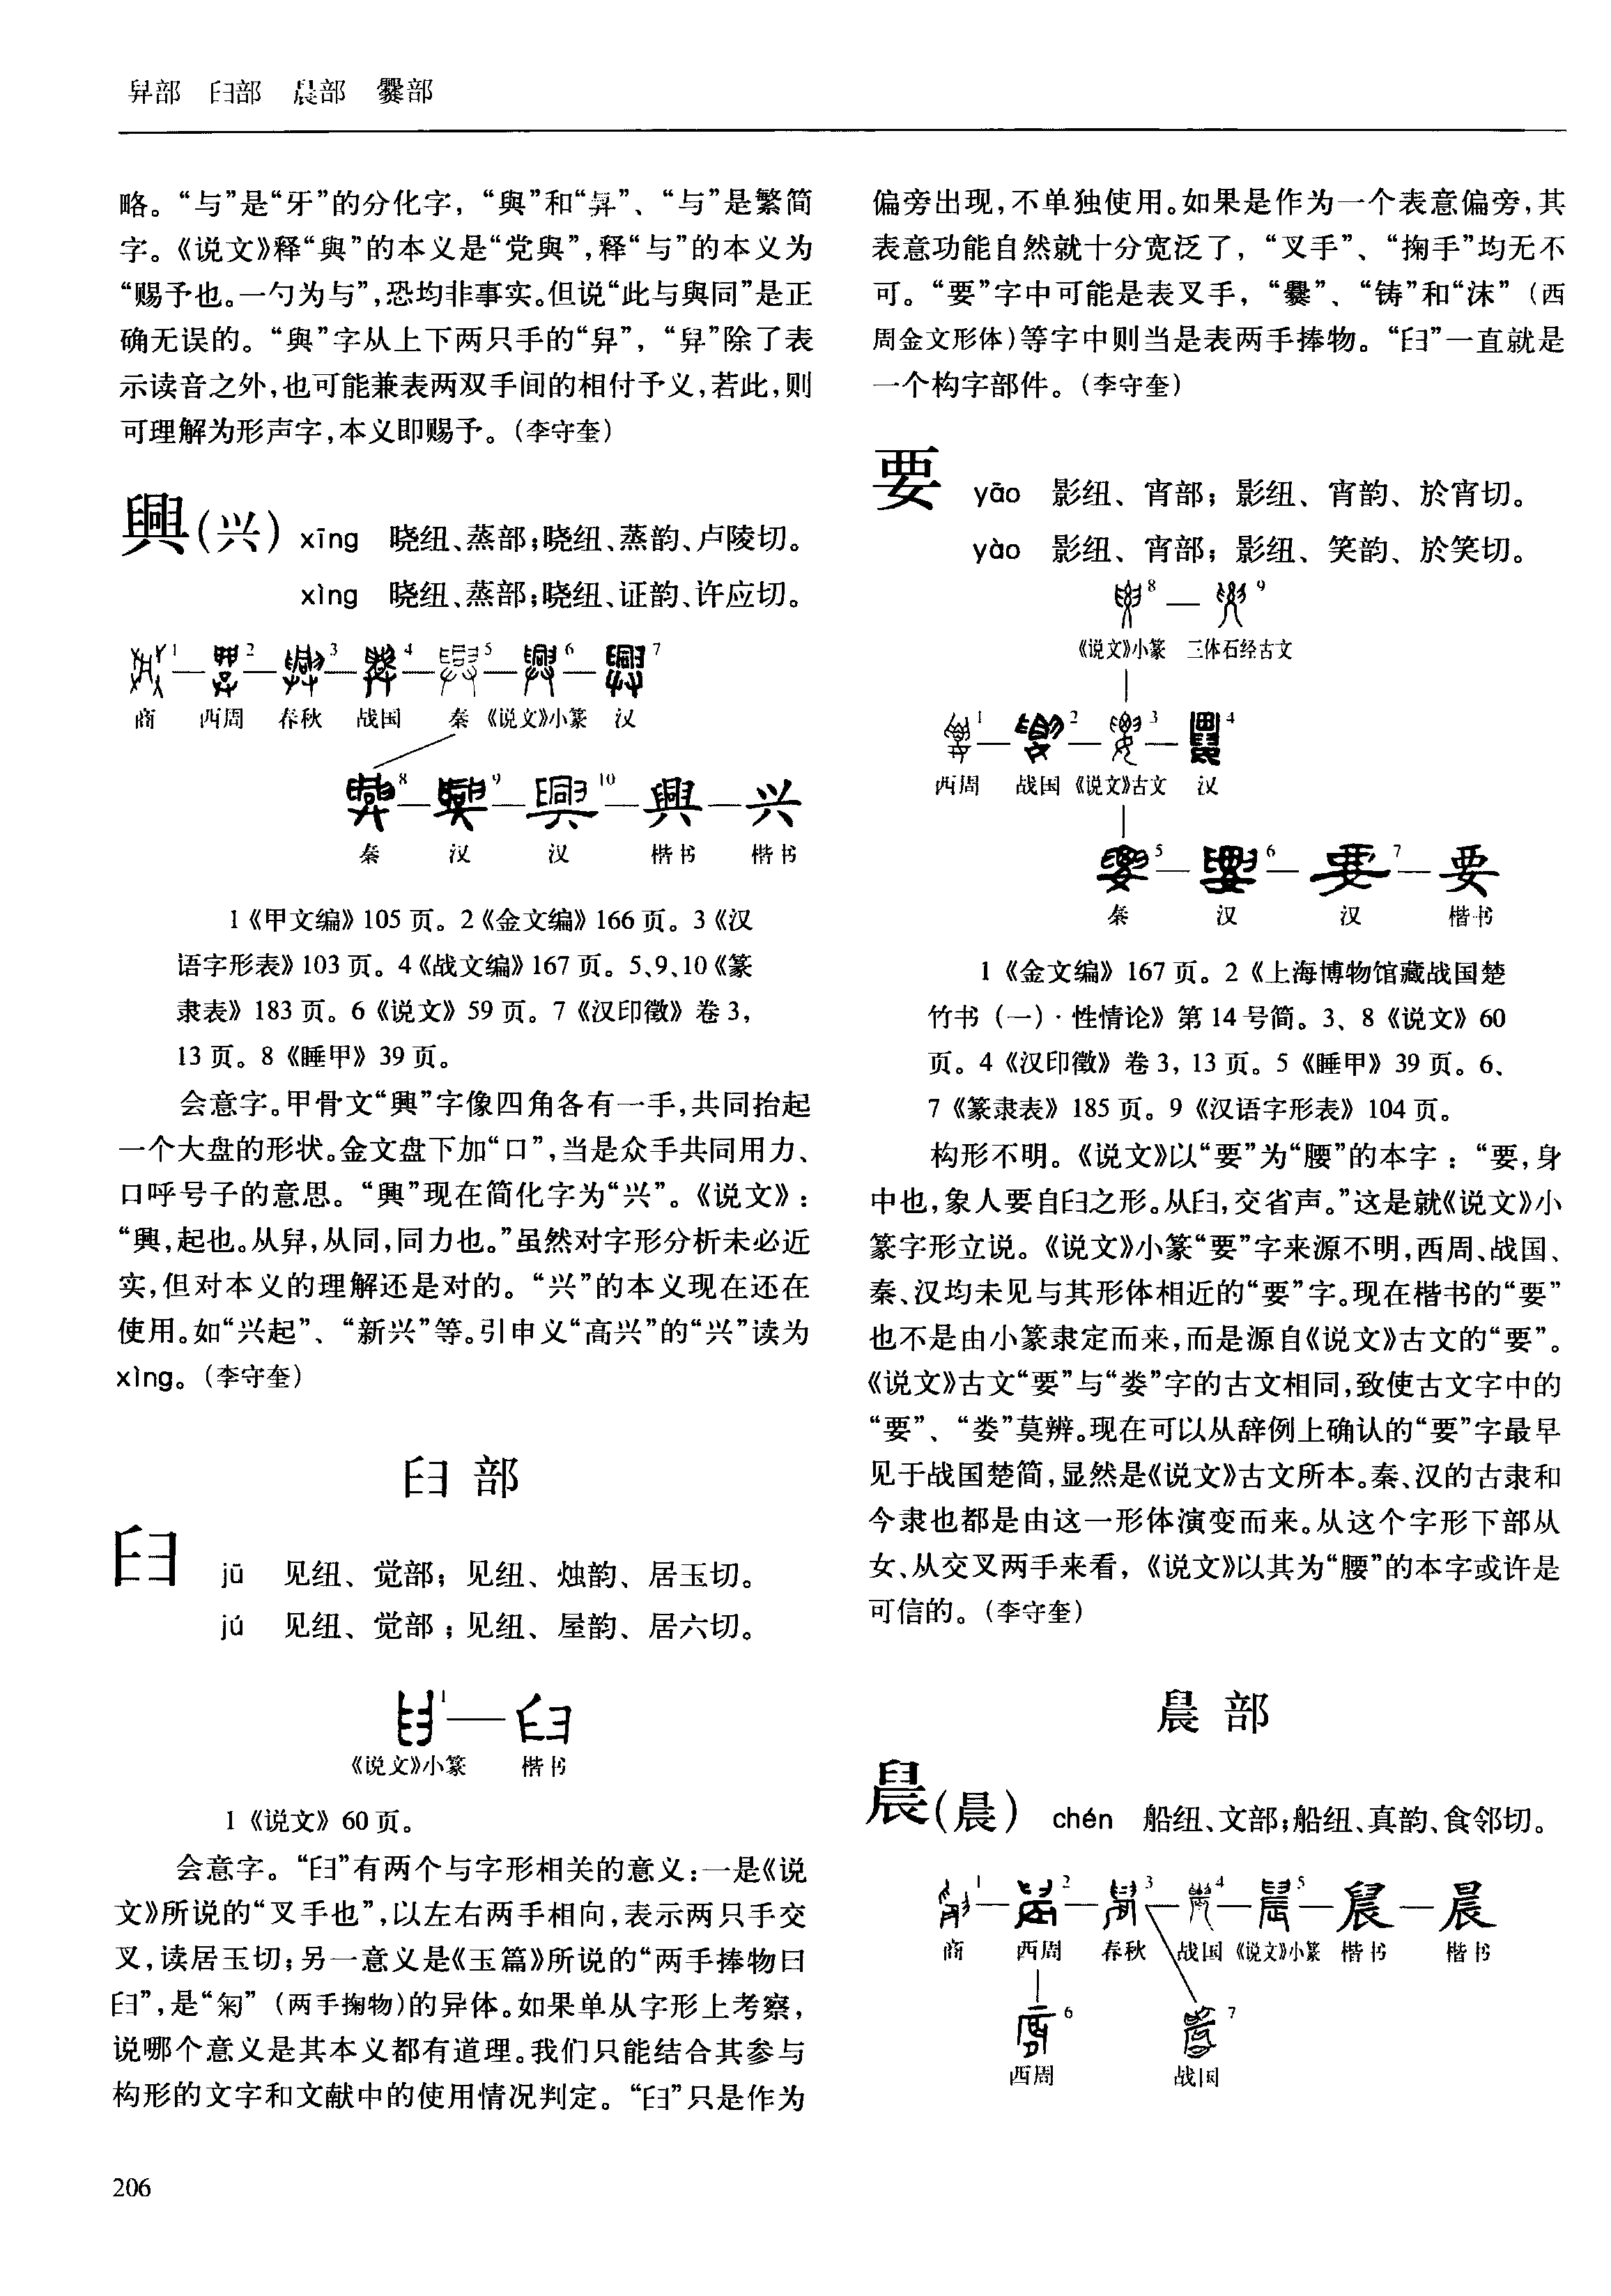 舁部　𦥑部　晨部　爨部
略。“与”是“牙”的分化字，“與”和“𢌱”、“与”是繁简
字。《说文》释“與”的本义是“党與”，释“与”的本义为
“赐予也。一勺为与”，恐均非事实。但说“此与與同”是正
确无误的。“與”字从上下两只手的“舁”，“舁”除了表
示读音之外，也可能兼表两双手间的相付予义，若此，则
可理解为形声字，本义即赐予。（李守奎）
興（兴） xīng 晓纽、蒸部；晓纽、蒸韵、卢陵切。
xìng 晓纽、蒸部；晓纽、证韵、许应切。
1 — 2 — 3 — 4 — 5 — 6 — 7
商 西周 春秋 战国 秦 《说文》小篆 汉
8 — 9 — 10 — 興 — 兴
秦 汉 汉 楷书 楷书
1《甲文编》105 页。2《金文编》166 页。3《汉
语字形表》103 页。4《战文编》167 页。5、9、10《篆
隶表》183 页。6《说文》59 页。7《汉印徵》卷 3，
13 页。8《睡甲》39 页。
会意字。甲骨文“興”字像四角各有一手，共同抬起
一个大盘的形状。金文盘下加“口”，当是众手共同用力、
口呼号子的意思。“興”现在简化字为“兴”。《说文》：
“興，起也。从舁，从同，同力也。”虽然对字形分析未必近
实，但对本义的理解还是对的。“兴”的本义现在还在
使用。如“兴起”、“新兴”等。引申义“高兴”的“兴”读为
xìng。（李守奎）
𦥑 部
𦥑 jū 见纽、觉部；见纽、烛韵、居玉切。
jú 见纽、觉部；见纽、屋韵、居六切。
1 — 𦥑
《说文》小篆 楷书
1《说文》60 页。
会意字。“𦥑”有两个与字形相关的意义：一是《说
文》所说的“叉手也”，以左右两手相向，表示两只手交
叉，读居玉切；另一意义是《玉篇》所说的“两手捧物曰
𦥑”，是“匊”（两手掬物）的异体。如果单从字形上考察，
说哪个意义是其本义都有道理。我们只能结合其参与
构形的文字和文献中的使用情况判定。“𦥑”只是作为
偏旁出现，不单独使用。如果是作为一个表意偏旁，其
表意功能自然就十分宽泛了，“叉手”、“掬手”均无不
可。“要”字中可能是表叉手，“爨”、“铸”和“沬”（西
周金文形体）等字中则当是表两手捧物。“𦥑”一直就是
一个构字部件。（李守奎）
要 yāo 影纽、宵部；影纽、宵韵、於宵切。
yào 影纽、宵部；影纽、笑韵、於笑切。
8 — 9
《说文》小篆 三体石经古文
1 — 2 — 3 — 4
西周 战国 《说文》古文 汉
5 — 6 — 7 — 要
秦 汉 汉 楷书
1《金文编》167 页。2《上海博物馆藏战国楚
竹书（一）·性情论》第 14 号简。3、8《说文》60
页。4《汉印徵》卷 3，13 页。5《睡甲》39 页。6、
7《篆隶表》185 页。9《汉语字形表》104 页。
构形不明。《说文》以“要”为“腰”的本字：“要，身
中也，象人要自𦥑之形。从𦥑，交省声。”这是就《说文》小
篆字形立说。《说文》小篆“要”字来源不明，西周、战国、
秦、汉均未见与其形体相近的“要”字。现在楷书的“要”
也不是由小篆隶定而来，而是源自《说文》古文的“要”。
《说文》古文“要”与“娄”字的古文相同，致使古文字中的
“要”、“娄”莫辨。现在可以从辞例上确认的“要”字最早
见于战国楚简，显然是《说文》古文所本。秦、汉的古隶和
今隶也都是由这一形体演变而来。从这个字形下部从
女、从交叉两手来看，《说文》以其为“腰”的本字或许是
可信的。（李守奎）
䢅 部
䢅（晨） chén 船纽、文部；船纽、真韵、食邻切。
1 — 2 — 3 — 4 — 5 — 䢅 — 晨
商 西周 春秋 战国 《说文》小篆 楷书 楷书
6 7
西周 战国
206